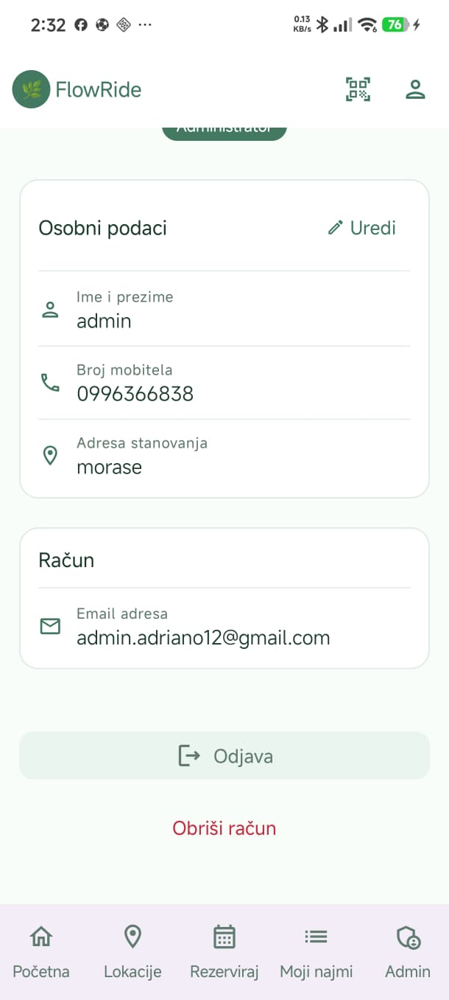 2:32
0.13
KB/s
6
76
FlowRide
Administrator
Osobni podaci
Uredi
Ime i prezime
admin
Broj mobitela
0996366838
Adresa stanovanja
morase
Račun
Email adresa
admin.adriano12@gmail.com
Odjava
Obriši račun
Početna
Lokacije
Rezerviraj
Moji najmi
Admin